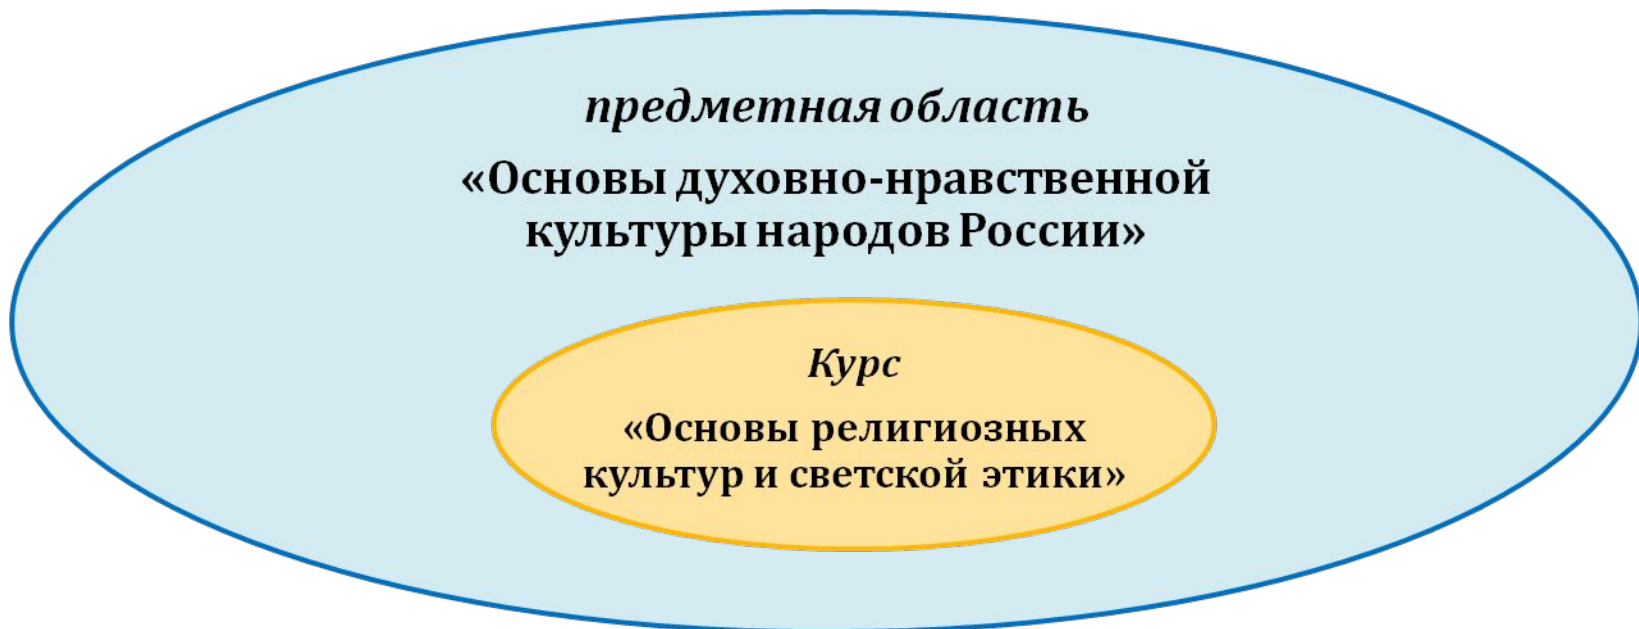 предметная область
«Основы духовно-нравственной
культуры народов России»
Курс
«Основы религиозных
культур и светской этики»